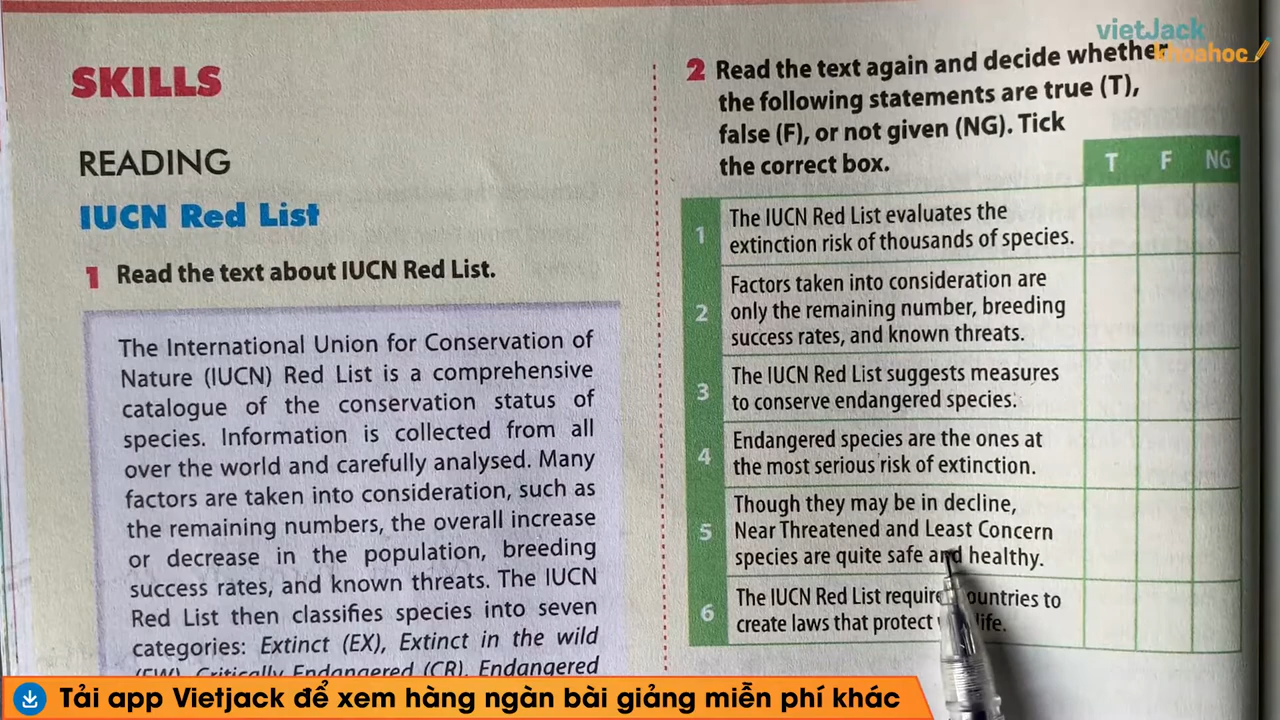 vietJack
khoahoc
SKILLS
READING
IUCN Red List
1 Read the text about IUCN Red List.
The International Union for Conservation of
Nature (IUCN) Red List is a comprehensive
catalogue of the conservation status of
species. Information is collected from all
over the world and carefully analysed. Many
factors are taken into consideration, such as
the remaining numbers, the overall increase
or decrease in the population, breeding
success rates, and known threats. The IUCN
Red List then classifies species into seven
categories: Extinct (EX), Extinct in the wild
(EW), Critically Endangered (CR), Endangered
2 Read the text again and decide whether
the following statements are true (T),
false (F), or not given (NG). Tick
the correct box.
T F NG
1 The IUCN Red List evaluates the
extinction risk of thousands of species.
2 Factors taken into consideration are
only the remaining number, breeding
success rates, and known threats.
3 The IUCN Red List suggests measures
to conserve endangered species.
4 Endangered species are the ones at
the most serious risk of extinction.
5 Though they may be in decline,
Near Threatened and Least Concern
species are quite safe and healthy.
6 The IUCN Red List countries to
create laws that protect
Tải app Vietjack để xem hàng ngàn bài giảng miễn phí khác